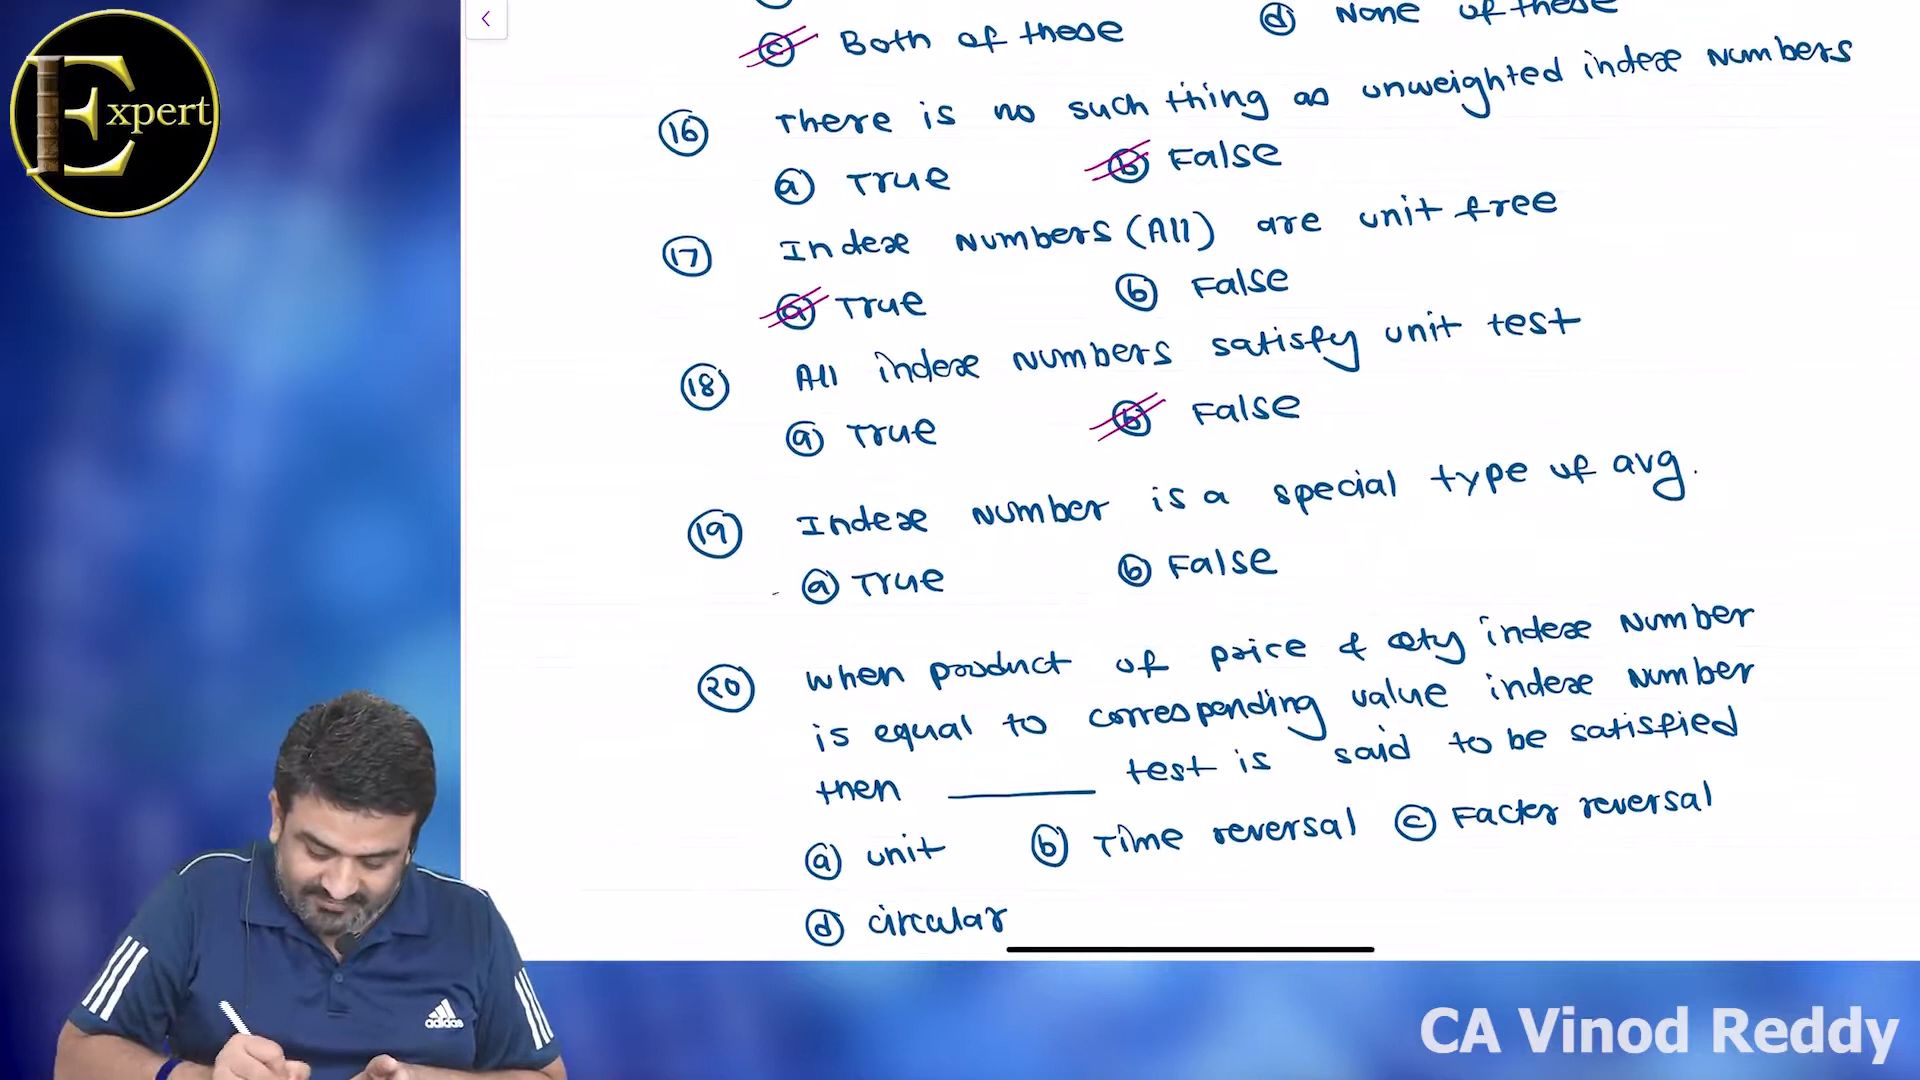 Expert
<
c Both of these d None of these
16 There is no such thing as unweighted index numbers
a True b False
17 Index Numbers (All) are unit free
a True b False
18 All index numbers satisfy unit test
a True b False
19 Index number is a special type of avg.
a True b False
20 when product of price & Qty index number
is equal to corresponding value index number
then ______ test is said to be satisfied
a unit b Time reversal c Factor reversal
d circular
adidas
CA Vinod Reddy